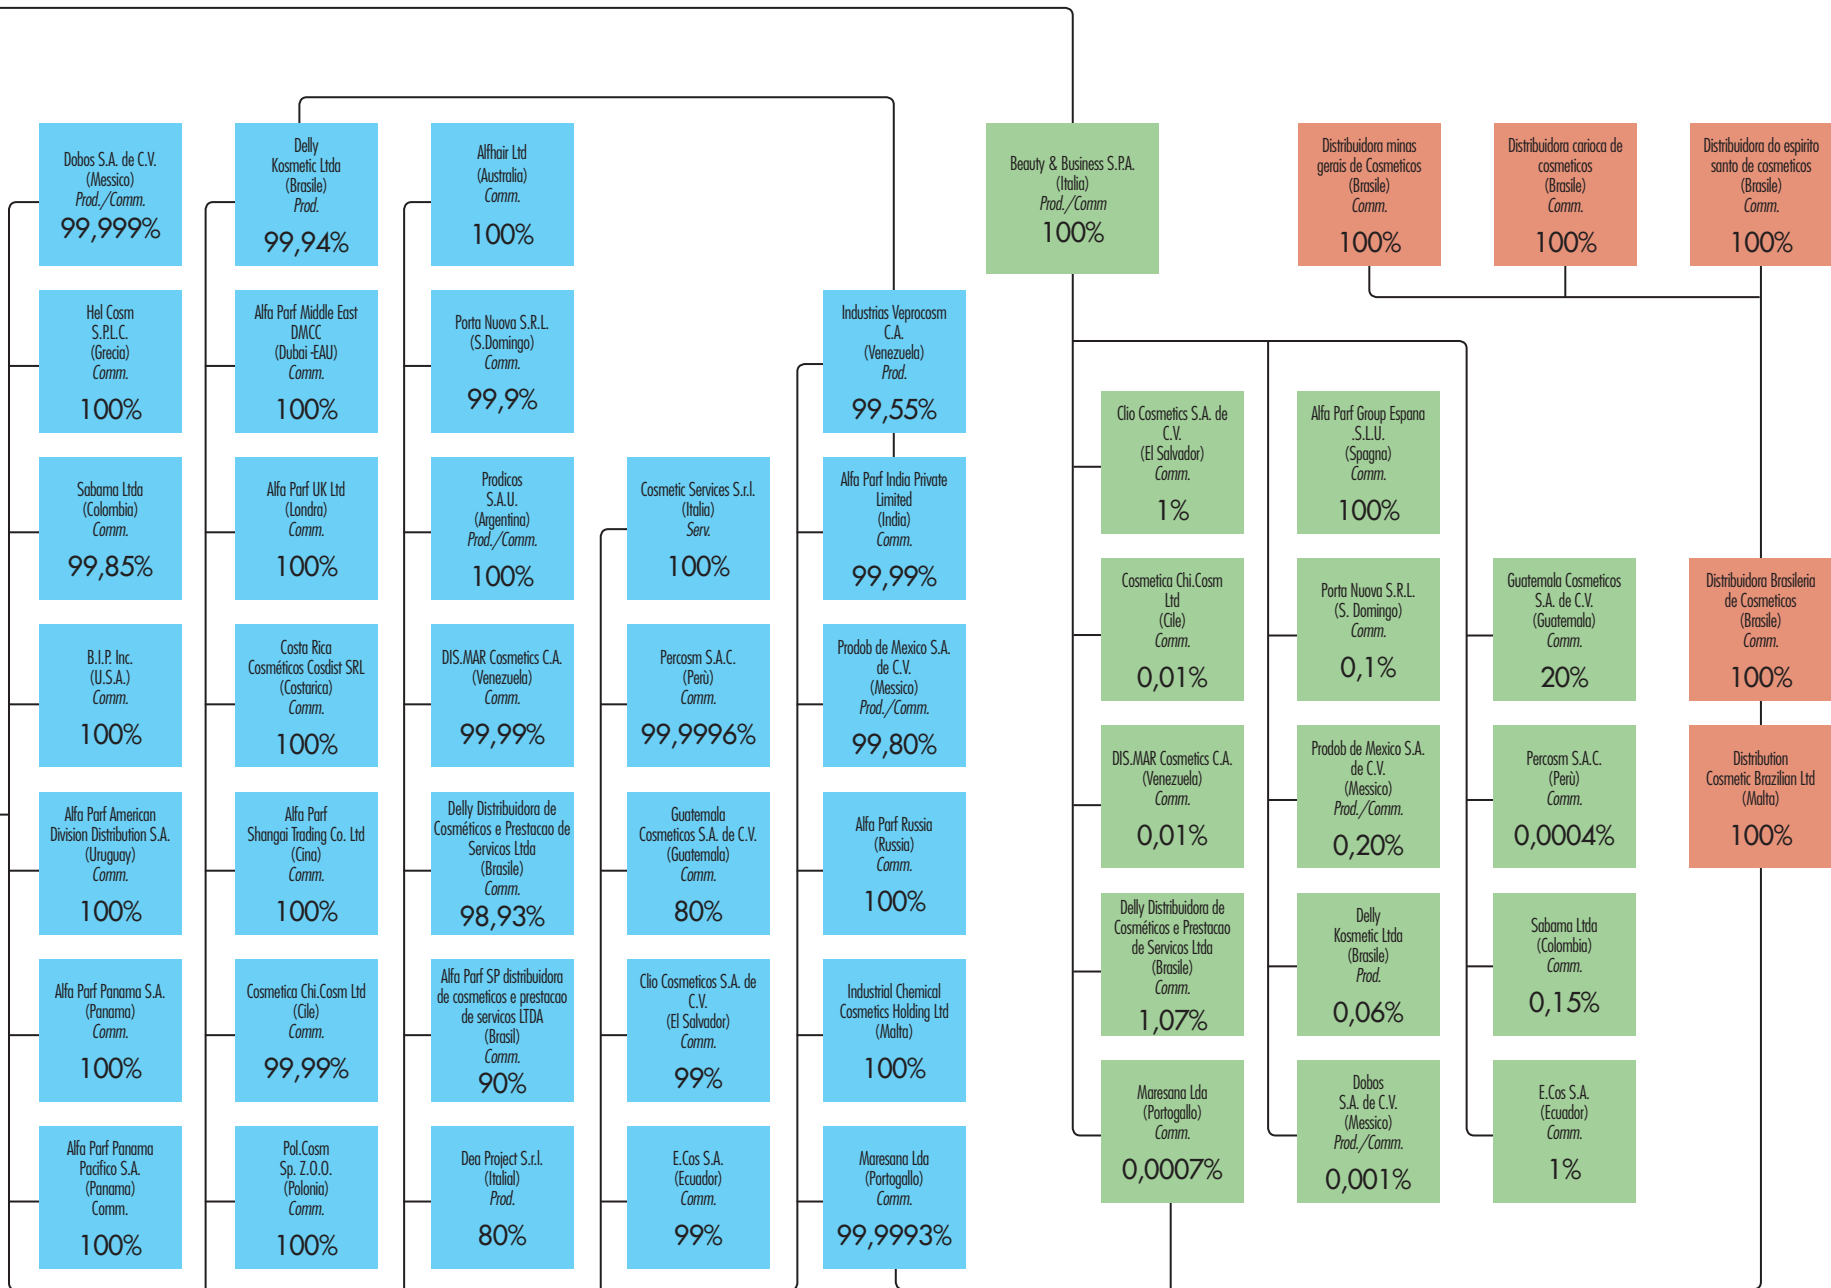 Dobos S.A. de C.V.
(Messico)
Prod./Comm.
99,999%
Hel Cosm
S.P.L.C.
(Grecia)
Comm.
100%
Sabama Ltda
(Colombia)
Comm.
99,85%
B.I.P. Inc.
(U.S.A.)
Comm.
100%
Alfa Parf American
Division Distribution S.A.
(Uruguay)
Comm.
100%
Alfa Parf Panama S.A.
(Panama)
Comm.
100%
Alfa Parf Panama
Pacifico S.A.
(Panama)
Comm.
100%
Delly
Kosmetic Ltda
(Brasile)
Prod.
99,94%
Alfa Parf Middle East
DMCC
(Dubai -EAU)
Comm.
100%
Alfa Parf UK Ltd
(Londra)
Comm.
100%
Costa Rica
Cosméticos Cosdist SRL
(Costarica)
Comm.
100%
Alfa Parf
Shangai Trading Co. Ltd
(Cina)
Comm.
100%
Cosmetica Chi.Cosm Ltd
(Cile)
Comm.
99,99%
Pol.Cosm
Sp. Z.O.O.
(Polonia)
Comm.
100%
Alfhair Ltd
(Australia)
Comm.
100%
Porta Nuova S.R.L.
(S.Domingo)
Comm.
99,9%
Prodicos
S.A.U.
(Argentina)
Prod./Comm.
100%
DIS.MAR Cosmetics C.A.
(Venezuela)
Comm.
99,99%
Delly Distribuidora de
Cosméticos e Prestacao de
Servicos Ltda
(Brasile)
Comm.
98,93%
Alfa Parf SP distribuidora
de cosmeticos e prestacao
de servicos LTDA
(Brasil)
Comm.
90%
Dea Project S.r.l.
(Italial)
Prod.
80%
Cosmetic Services S.r.l.
(Italia)
Serv.
100%
Percosm S.A.C.
(Perù)
Comm.
99,9996%
Guatemala
Cosmeticos S.A. de C.V.
(Guatemala)
Comm.
80%
Clio Cosmeticos S.A. de
C.V.
(El Salvador)
Comm.
99%
E.Cos S.A.
(Ecuador)
Comm.
99%
Industrias Veprocosm
C.A.
(Venezuela)
Prod.
99,55%
Alfa Parf India Private
Limited
(India)
Comm.
99,99%
Prodob de Mexico S.A.
de C.V.
(Messico)
Prod./Comm.
99,80%
Alfa Parf Russia
(Russia)
Comm.
100%
Industrial Chemical
Cosmetics Holding Ltd
(Malta)
100%
Maresana Lda
(Portogallo)
Comm.
99,9993%
Beauty & Business S.P.A.
(Italia)
Prod./Comm
100%
Clio Cosmetics S.A. de
C.V.
(El Salvador)
Comm.
1%
Cosmetica Chi.Cosm
Ltd
(Cile)
Comm.
0,01%
DIS.MAR Cosmetics C.A.
(Venezuela)
Comm.
0,01%
Delly Distribuidora de
Cosméticos e Prestacao
de Servicos Ltda
(Brasile)
Comm.
1,07%
Maresana Lda
(Portogallo)
Comm.
0,0007%
Alfa Parf Group Espana
.S.L.U.
(Spagna)
Comm.
100%
Porta Nuova S.R.L.
(S. Domingo)
Comm.
0,1%
Prodob de Mexico S.A.
de C.V.
(Messico)
Prod./Comm.
0,20%
Delly
Kosmetic Ltda
(Brasile)
Prod.
0,06%
Dobos
S.A. de C.V.
(Messico)
Prod./Comm.
0,001%
Guatemala Cosmeticos
S.A. de C.V.
(Guatemala)
Comm.
20%
Percosm S.A.C.
(Perù)
Comm.
0,0004%
Sabama Ltda
(Colombia)
Comm.
0,15%
E.Cos S.A.
(Ecuador)
Comm.
1%
Distribuidora minas
gerais de Cosmeticos
(Brasile)
Comm.
100%
Distribuidora carioca de
cosmeticos
(Brasile)
Comm.
100%
Distribuidora do espirito
santo de cosmeticos
(Brasile)
Comm.
100%
Distribuidora Brasileria
de Cosmeticos
(Brasile)
Comm.
100%
Distribution
Cosmetic Brazilian Ltd
(Malta)
100%